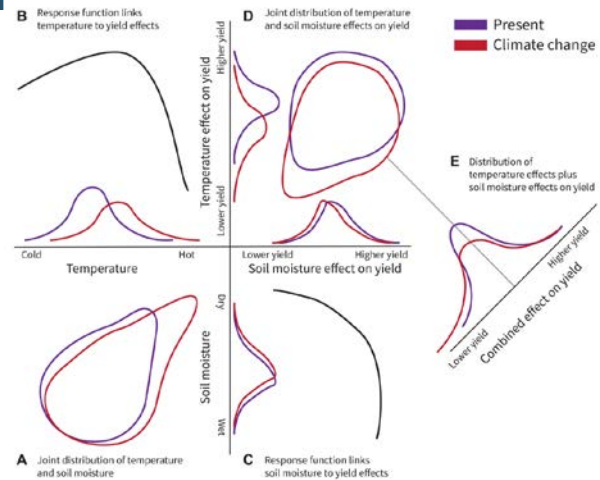 B Response function links
temperature to yield effects
D Joint distribution of temperature
and soil moisture effects on yield
Present
Climate change
Higher yield
Temperature effect on yield
Lower yield
E Distribution of
temperature effects plus
soil moisture effects on yield
Higher yield
Combined effect on yield
Lower yield
Cold
Hot
Temperature
Lower yield
Higher yield
Soil moisture effect on yield
Dry
Soil moisture
Wet
A Joint distribution of temperature
and soil moisture
C Response function links
soil moisture to yield effects